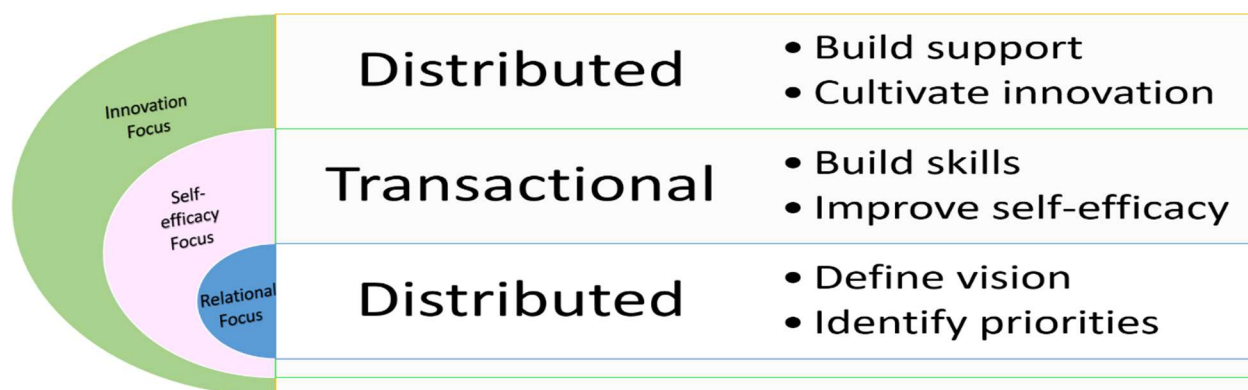 Innovation
Focus
Distributed
• Build support
• Cultivate innovation
Self-
efficacy
Focus
Transactional
• Build skills
• Improve self-efficacy
Relational
Focus
Distributed
• Define vision
• Identify priorities